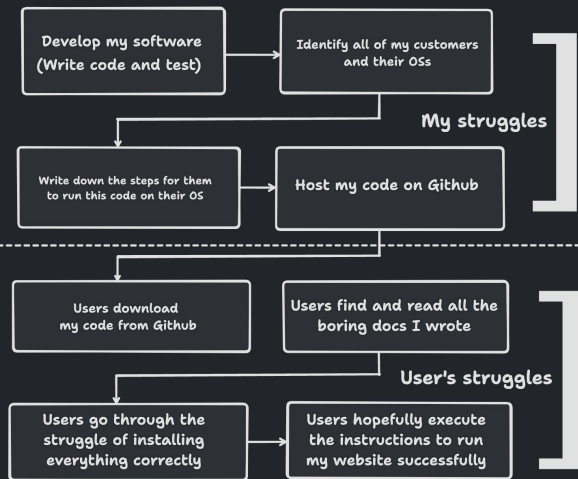 Develop my software
(Write code and test)
Identify all of my customers
and their OSs
My struggles
Write down the steps for them
to run this code on their OS
Host my code on Github
Users download
my code from Github
Users find and read all the
boring docs I wrote
User's struggles
Users go through the
struggle of installing
everything correctly
Users hopefully execute
the instructions to run
my website successfully